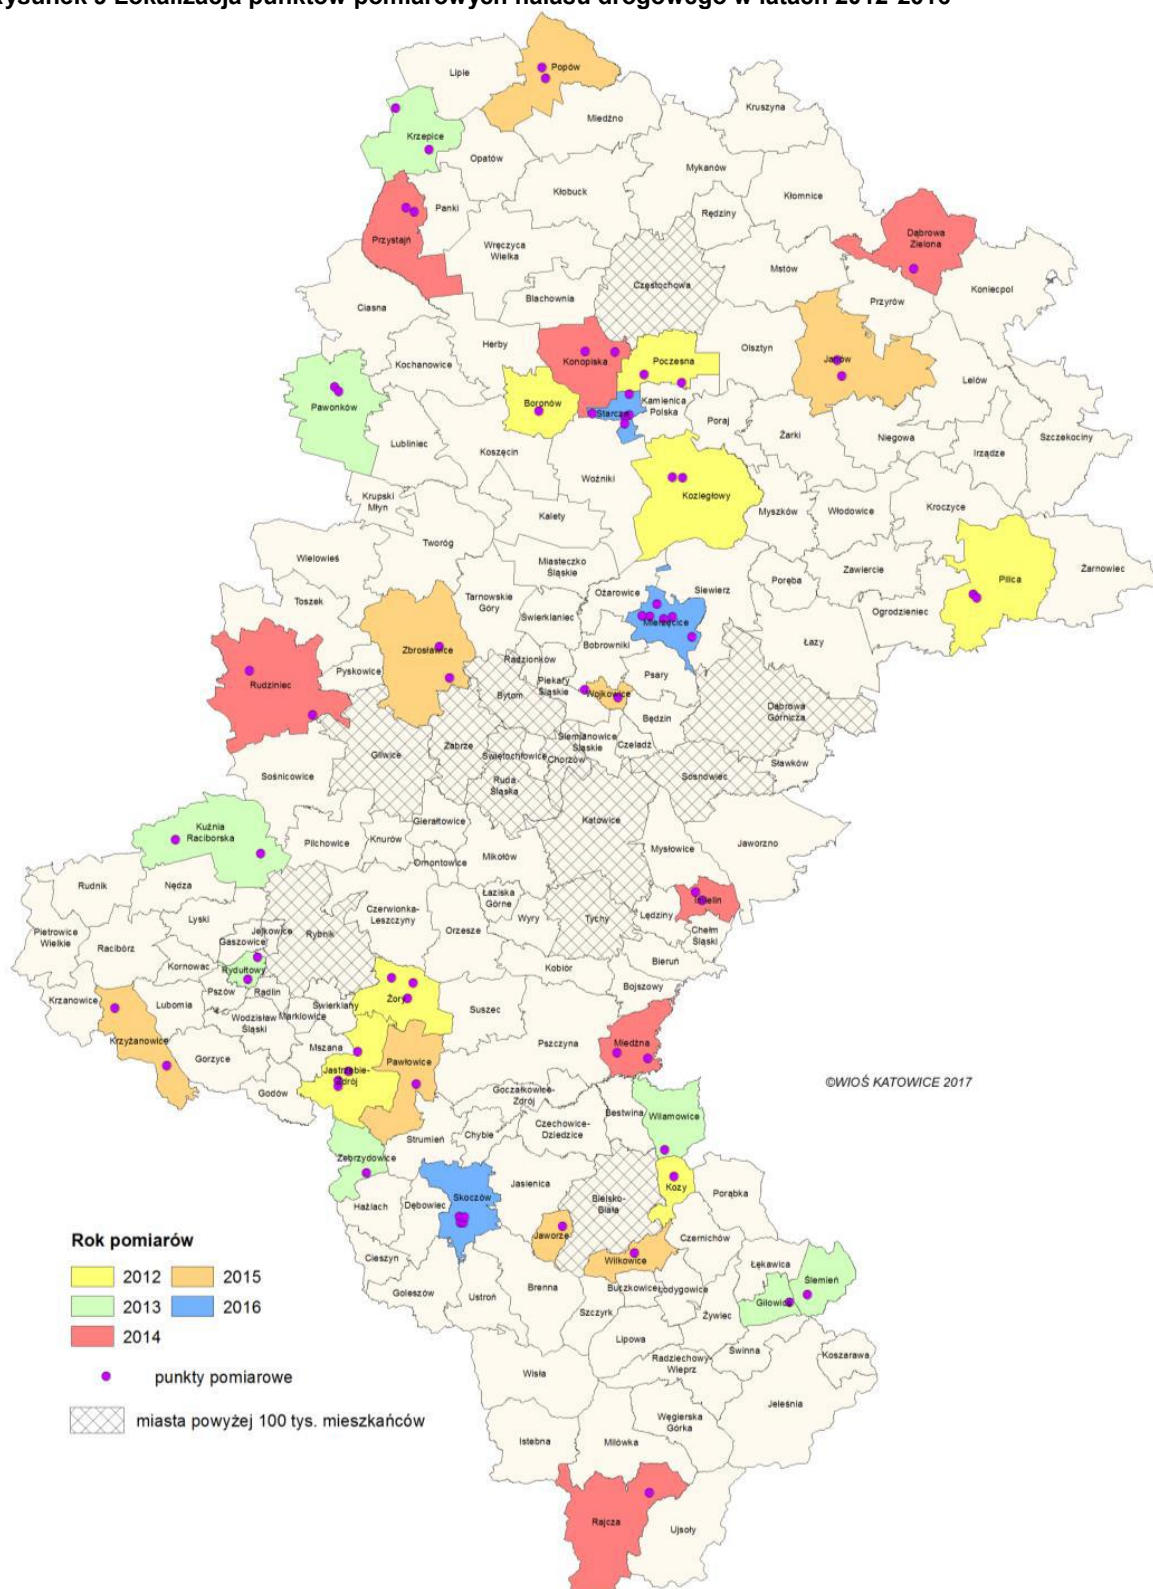 Rysunek 5 Lokalizacja punktów pomiarowych hałasu drogowego w latach 2012-2016
Lipie
Popów
Kruszyna
Miedźno
Krzepice
Opatów
Mykanów
Kłobuck
Kłomnice
Panki
Rędziny
Przystajń
Wręczyca
Wielka
Dąbrowa
Zielona
Mstów
Częstochowa
Koniecpol
Blachownia
Przyrów
Ciasna
Herby
Olsztyn
Kochanowice
Konopiska
Poczesna
Janów
Lelów
Pawonków
Boronów
Starcza
Kamienica
Polska
Poraj
Żarki
Niegowa
Szczekociny
Lubliniec
Koszęcin
Irządze
Woźniki
Koziegłowy
Krupski
Młyn
Kalety
Myszków
Włodowice
Kroczyce
Tworóg
Wielowieś
Miasteczko
Śląskie
Poręba
Zawiercie
Pilica
Żarnowiec
Toszek
Tarnowskie
Góry
Ożarowice
Siewierz
Ogrodzieniec
Świerklaniec
Mierzęcice
Łazy
Zbrosławice
Bobrowniki
Radzionków
Pyskowice
Piekary
Śląskie
Psary
Rudziniec
Bytom
Wojkowice
Będzin
Dąbrowa
Górnicza
Siemianowice
Śląskie
Czeladź
Gliwice
Zabrze
Świętochłowice
Chorzów
Sławków
Sośnicowice
Ruda
Śląska
Sosnowiec
Katowice
Kuźnia
Raciborska
Gierałtowice
Pilchowice
Knurów
Mysłowice
Jaworzno
Ornontowice
Mikołów
Rudnik
Nędza
Łaziska
Górne
Imielin
Lyski
Czerwionka-
Leszczyny
Wyry
Tychy
Lędziny
Pietrowice
Wielkie
Jejkowice
Rybnik
Orzesze
Chełm
Śląski
Racibórz
Gaszowice
Kornowac
Rydułtowy
Kobiór
Bieruń
Pszów
Radlin
Bojszowy
Krzanowice
Lubomia
Świerklany
Żory
Suszec
Wodzisław
Śląski
Marklowice
Krzyżanowice
Mszana
Pszczyna
Miedźna
Gorzyce
Pawłowice
Jastrzębie-
Zdrój
©WIOŚ KATOWICE 2017
Godów
Goczałkowice-
Zdrój
Bestwina
Wilamowice
Czechowice-
Dziedzice
Strumień
Chybie
Zebrzydowice
Jasienica
Kozy
Porąbka
Skoczów
Bielsko-
Biała
Hażlach
Dębowiec
Jaworze
Czernichów
Rok pomiarów
Cieszyn
Wilkowice
Łękawica
Ślemień
2012 2015
Goleszów
Ustroń
Brenna
Buczkowice
Łodygowice
2013 2016
Gilowice
Szczyrk
Żywiec
2014
Lipowa
Świnna
Koszarawa
Radziechowy-
Wieprz
punkty pomiarowe
Wisła
Jeleśnia
miasta powyżej 100 tys. mieszkańców
Węgierska
Górka
Istebna
Milówka
Rajcza
Ujsoły